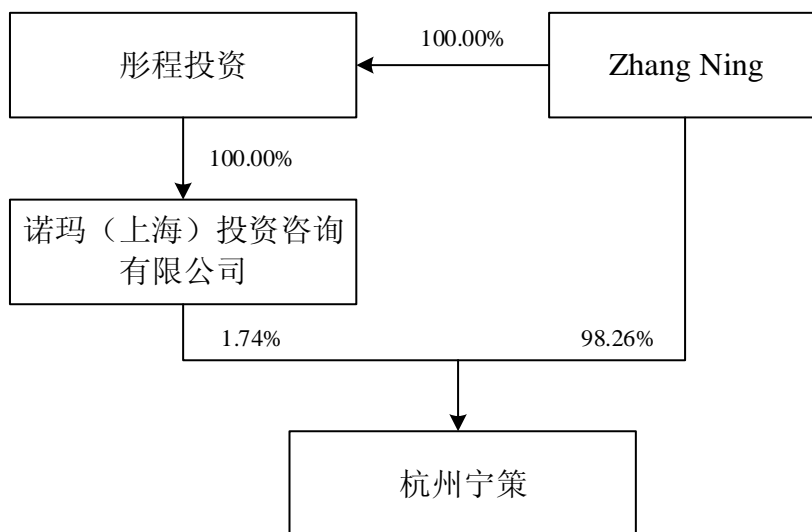 彤程投资
100.00%
Zhang Ning
100.00%
诺玛（上海）投资咨询
有限公司
1.74%
98.26%
杭州宁策